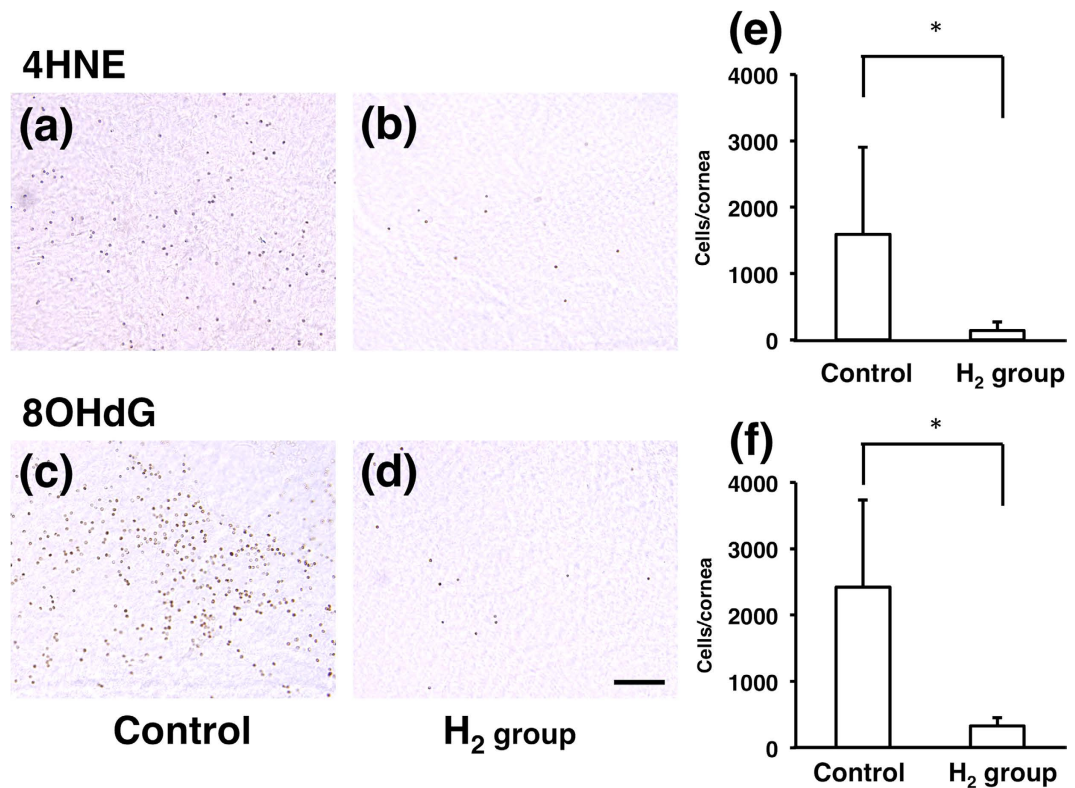 4HNE
(a)
(b)
8OHdG
(c)
(d)
Control
H₂ group
(e)
*
4000
3000
2000
1000
0
Cells/cornea
Control
H₂ group
(f)
*
4000
3000
2000
1000
0
Cells/cornea
Control
H₂ group